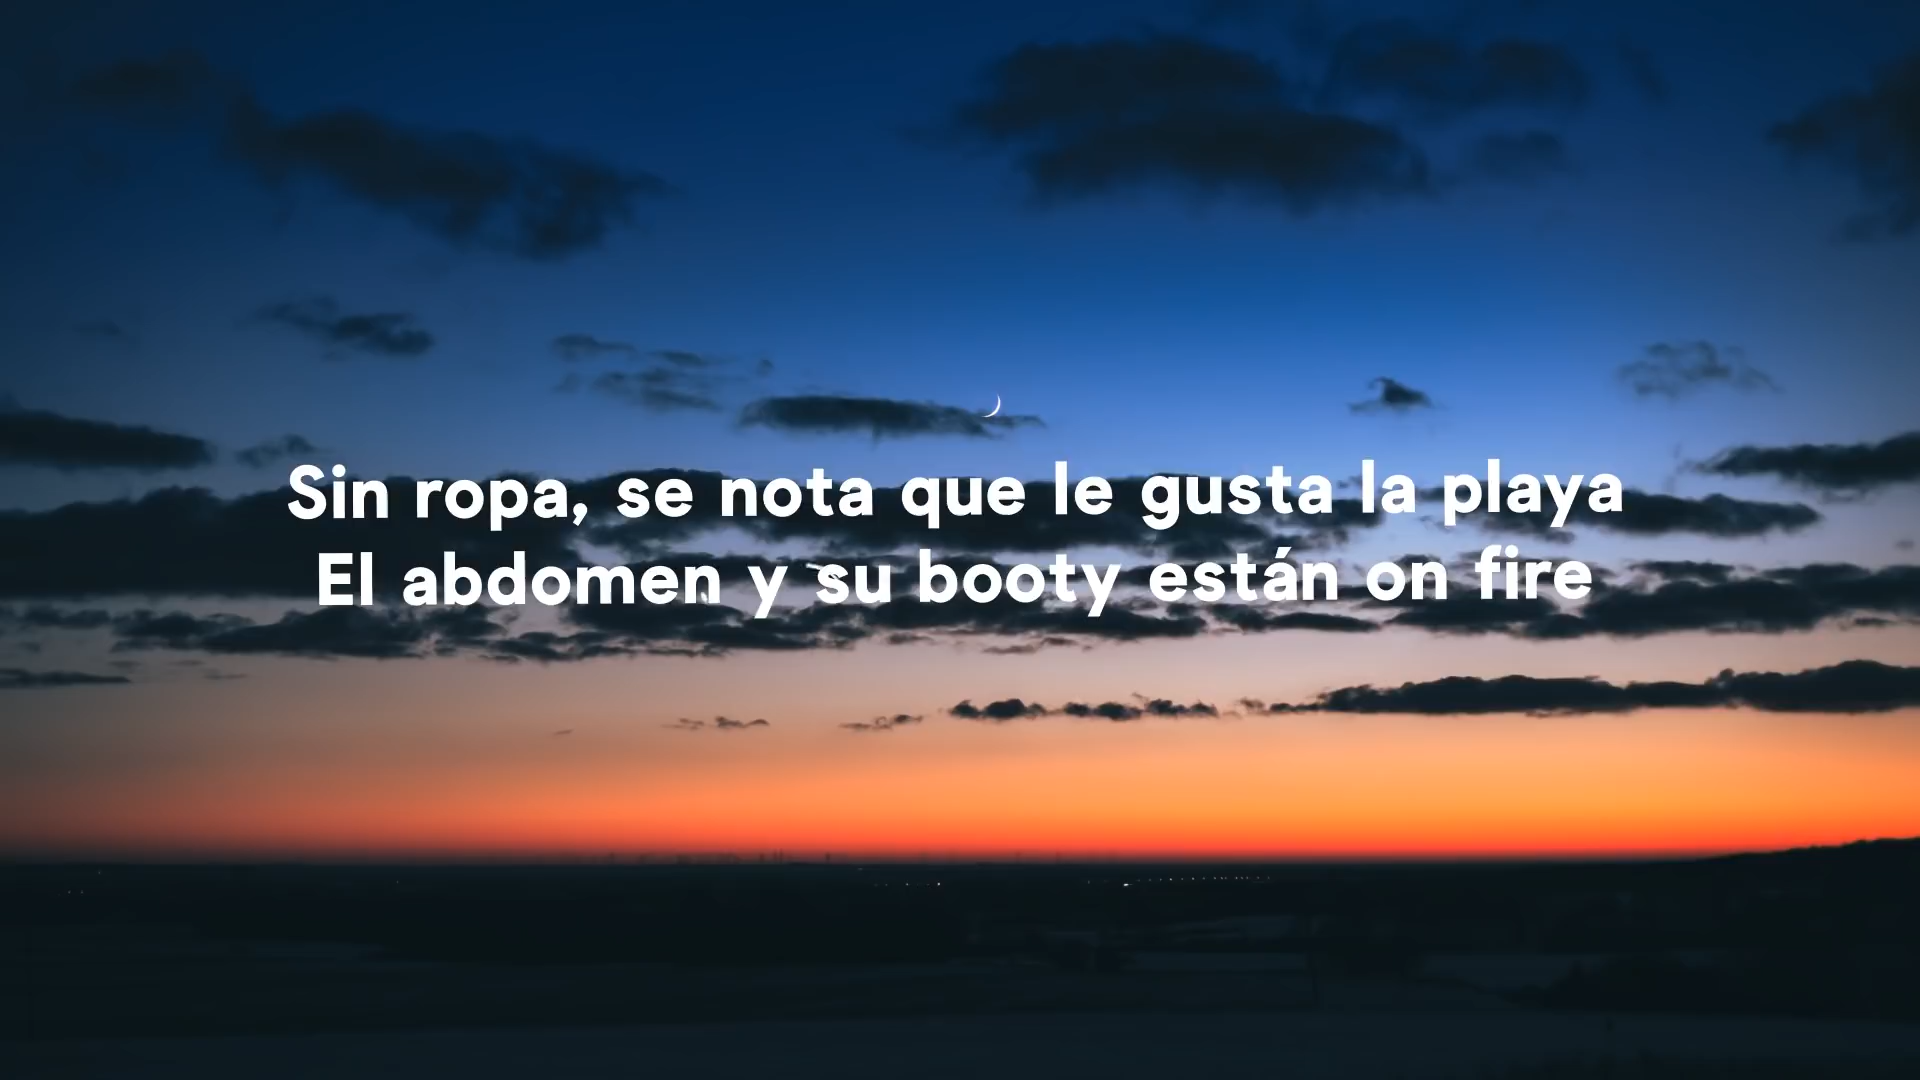 Sin ropa, se nota que le gusta la playa
El abdomen y su booty están on fire